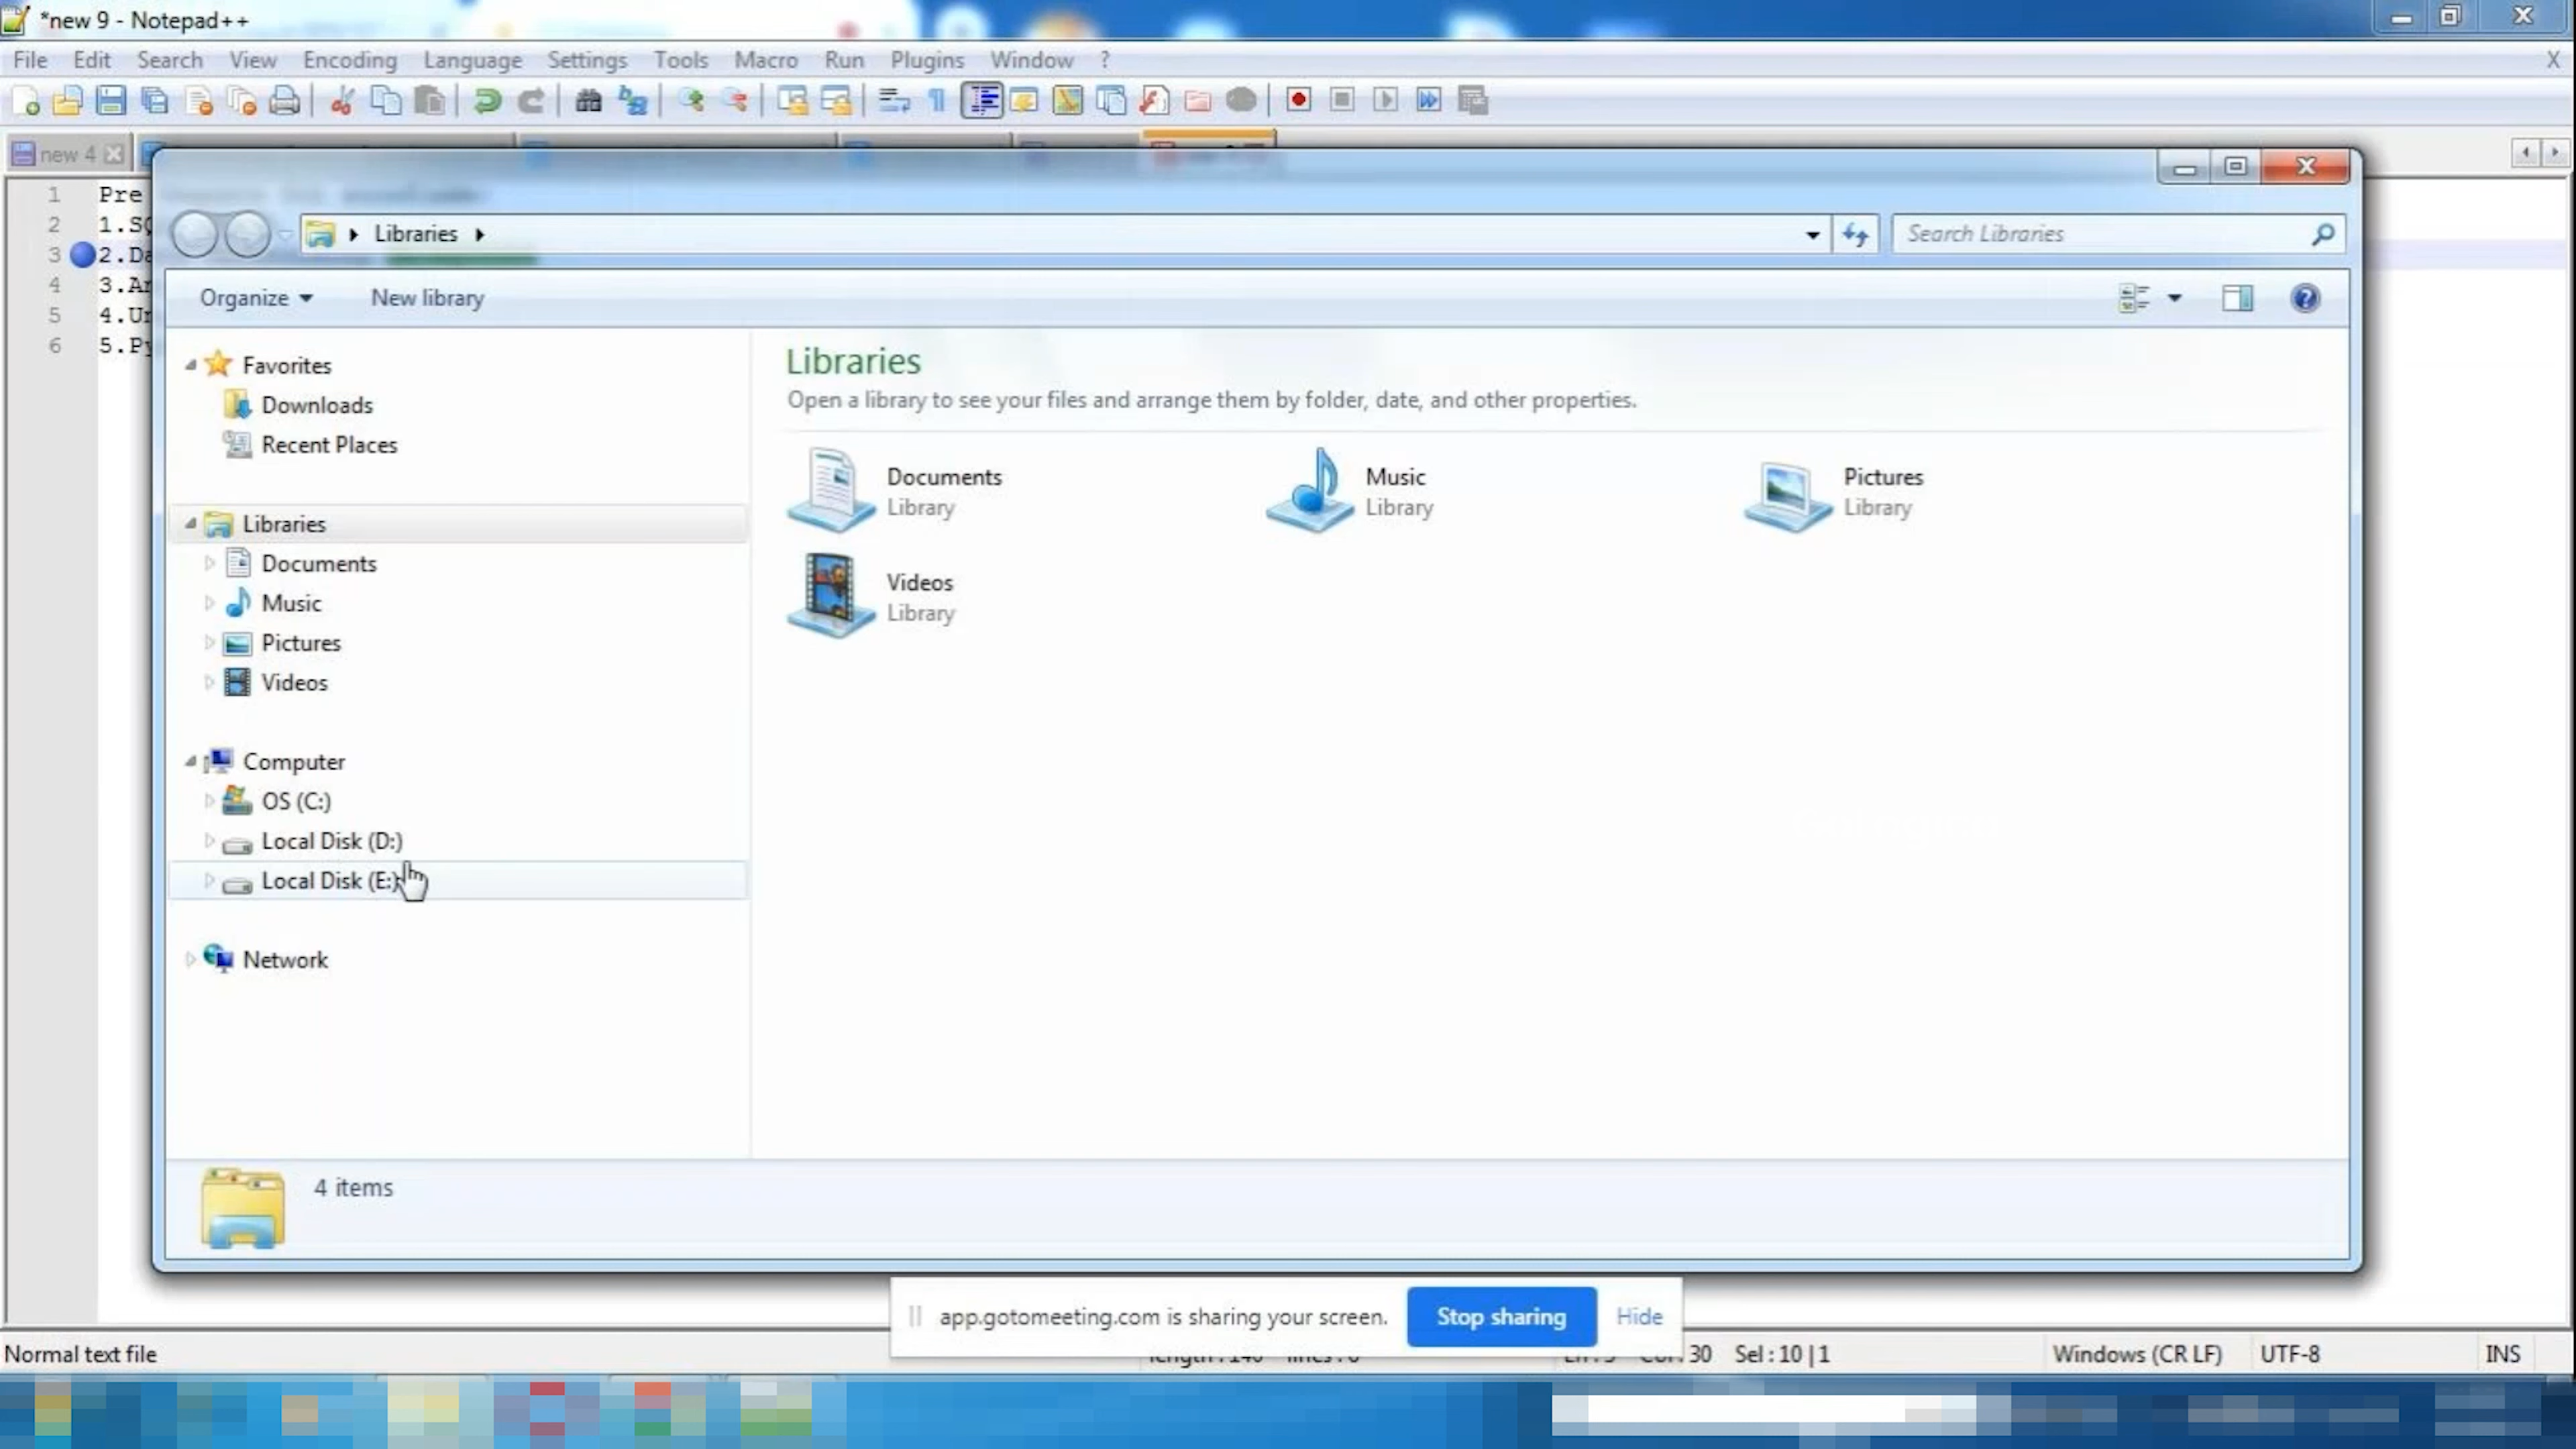 *new 9 - Notepad++
File Edit Search View Encoding Language Settings Tools Macro Run Plugins Window ?
new 4
1 Pre
2 1.SQ
3 2.Da
4 3.
5 4.Un
6 5.Py
Libraries
Search Libraries
Organize New library
Favorites
Downloads
Recent Places
Libraries
Documents
Music
Pictures
Videos
Computer
OS (C:)
Local Disk (D:)
Local Disk (E:)
Network
Libraries
Open a library to see your files and arrange them by folder, date, and other properties.
Documents
Library
Music
Library
Pictures
Library
Videos
Library
4 items
app.gotomeeting.com is sharing your screen. Stop sharing Hide
Normal text file 30 Sel : 10 | 1 Windows (CR LF) UTF-8 INS